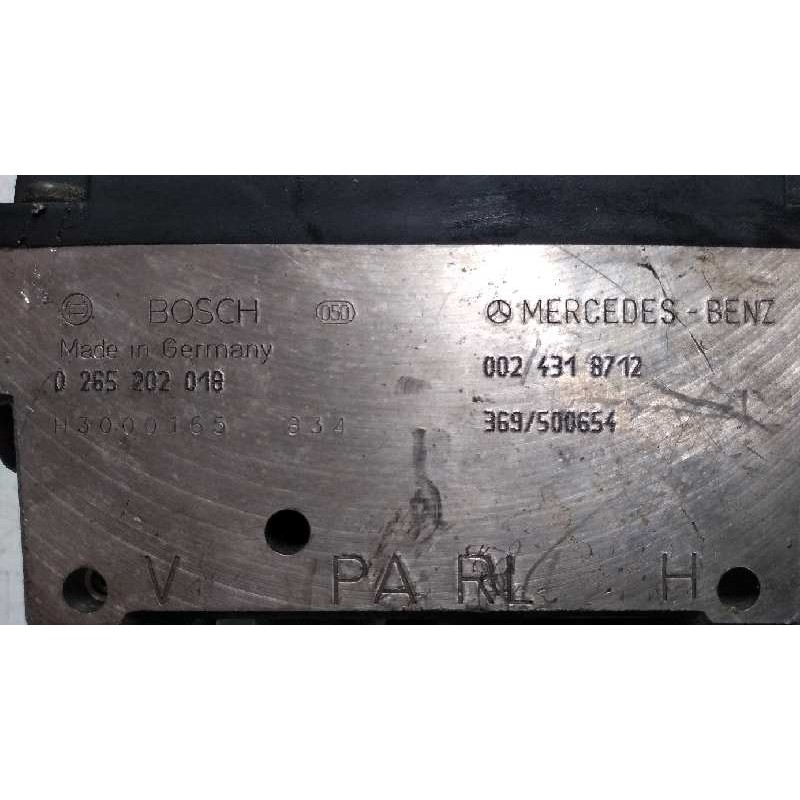 BOSCH 050
Made in Germany
0 265 202 018
H3000165 934
MERCEDES-BENZ
002/431 8712
369/500654
V PA RL H